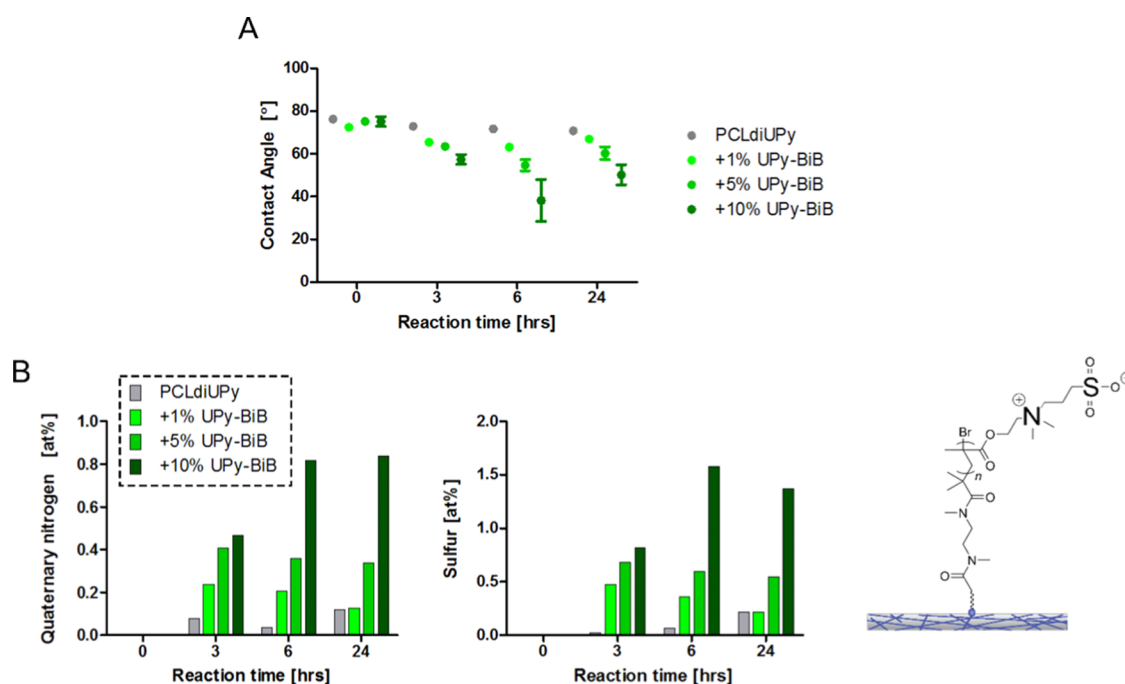 A
100
80
60
40
20
0
Contact Angle [°]
0 3 6 24
Reaction time [hrs]
PCLdiUPy
+1% UPy-BiB
+5% UPy-BiB
+10% UPy-BiB
B
PCLdiUPy
+1% UPy-BiB
+5% UPy-BiB
+10% UPy-BiB
1.0
0.8
0.6
0.4
0.2
0.0
Quaternary nitrogen [at%]
0 3 6 24
Reaction time [hrs]
2.0
1.5
1.0
0.5
0.0
Sulfur [at%]
0 3 6 24
Reaction time [hrs]
O
S O ⊖
O
⊕
N
Br
O
O
n
O
N
N
O